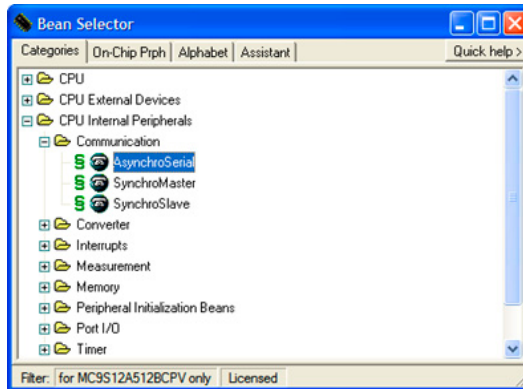 Bean Selector
Categories On-Chip Prph Alphabet Assistant Quick help >
CPU
CPU External Devices
CPU Internal Peripherals
Communication
AsynchroSerial
SynchroMaster
SynchroSlave
Converter
Interrupts
Measurement
Memory
Peripheral Initialization Beans
Port I/O
Timer
Filter: for MC9S12A512BCPV only Licensed